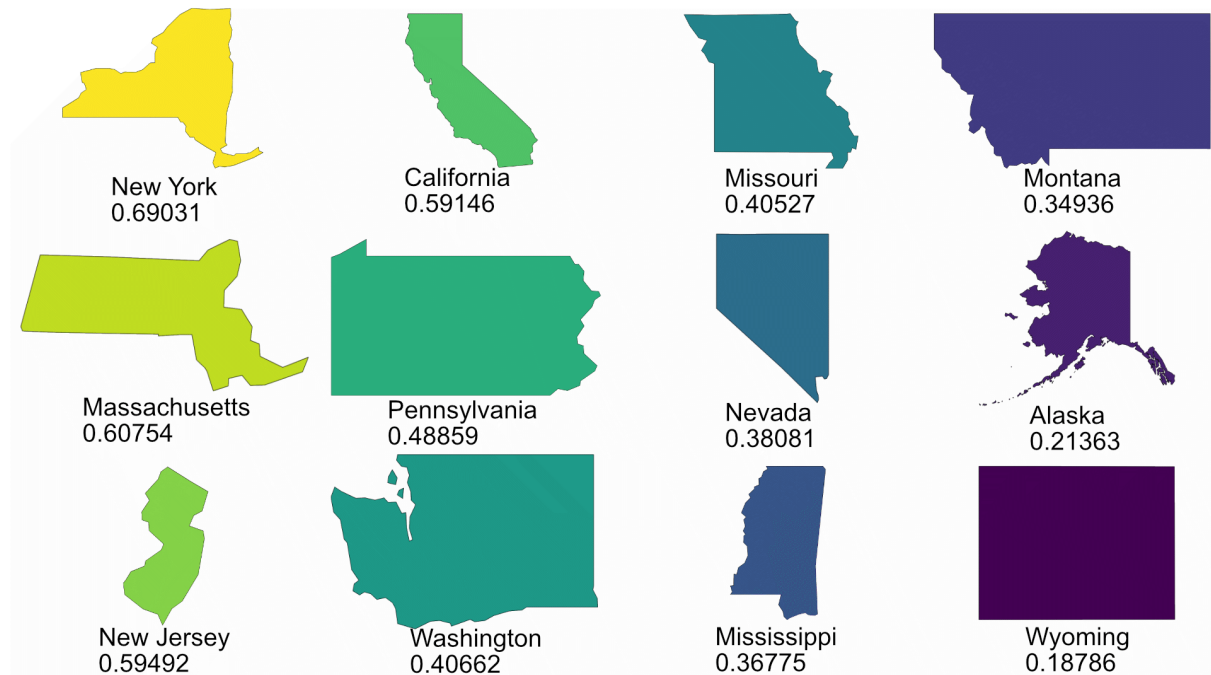 New York
0.69031
California
0.59146
Missouri
0.40527
Montana
0.34936
Massachusetts
0.60754
Pennsylvania
0.48859
Nevada
0.38081
Alaska
0.21363
New Jersey
0.59492
Washington
0.40662
Mississippi
0.36775
Wyoming
0.18786